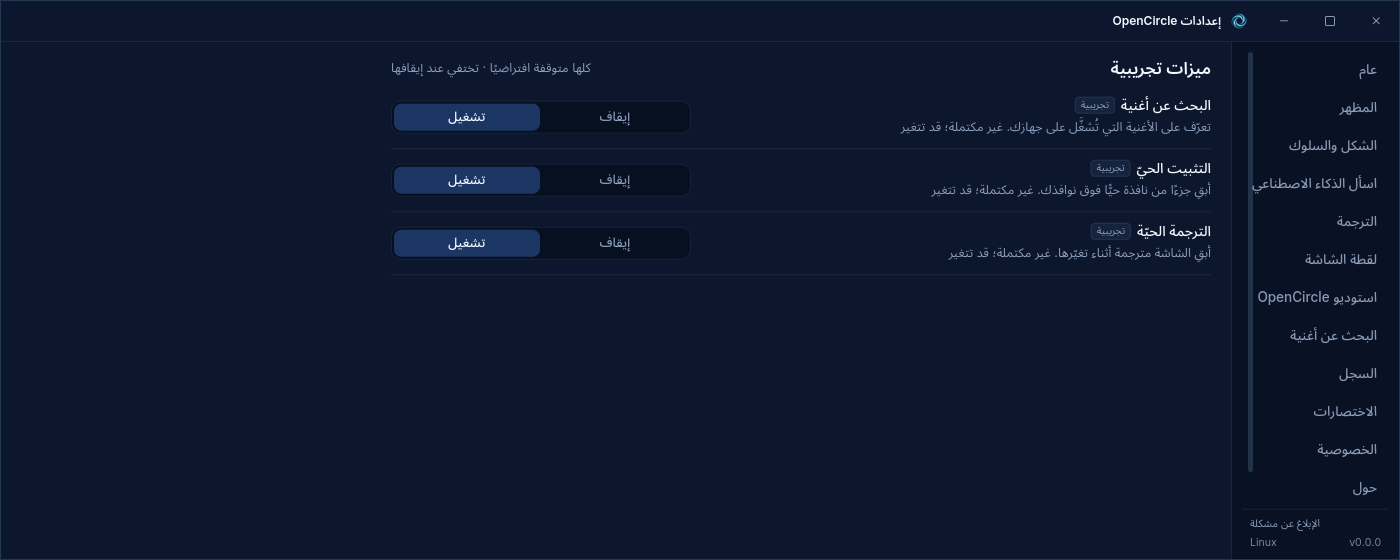 إعدادات OpenCircle
عام
المظهر
الشكل والسلوك
اسأل الذكاء الاصطناعي
الترجمة
لقطة الشاشة
استوديو OpenCircle
البحث عن أغنية
السجل
الاختصارات
الخصوصية
حول
الإبلاغ عن مشكلة
v0.0.0 Linux
ميزات تجريبية
كلها متوقفة افتراضيًا · تختفي عند إيقافها
البحث عن أغنية تجريبية
تعرّف على الأغنية التي تُشغَّل على جهازك. غير مكتملة؛ قد تتغير
إيقاف تشغيل
التثبيت الحيّ تجريبية
أبقِ جزءًا من نافذة حيًّا فوق نوافذك. غير مكتملة؛ قد تتغير
إيقاف تشغيل
الترجمة الحيّة تجريبية
أبقِ الشاشة مترجمة أثناء تغيّرها. غير مكتملة؛ قد تتغير
إيقاف تشغيل